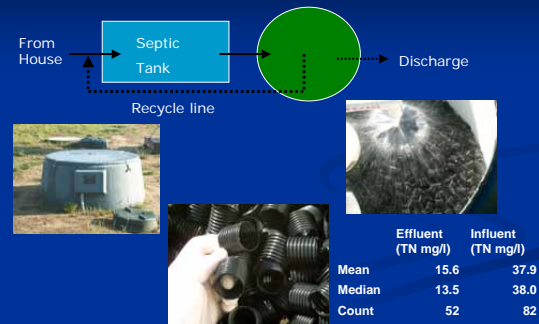 From
House
Septic
Tank
Discharge
Recycle line
Effluent Influent
(TN mg/l) (TN mg/l)
Mean 15.6 37.9
Median 13.5 38.0
Count 52 82